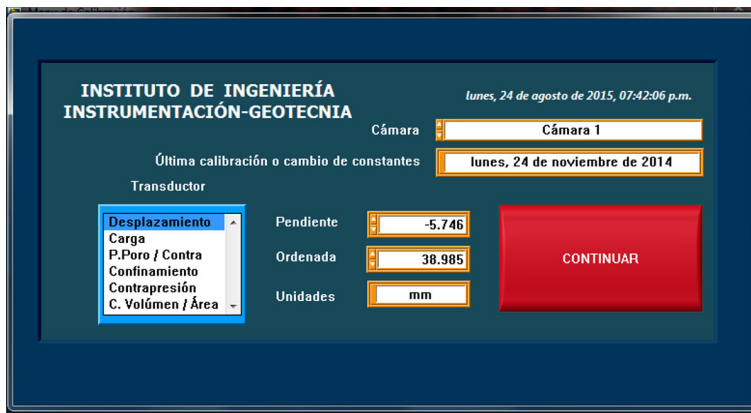 INSTITUTO DE INGENIERÍA
INSTRUMENTACIÓN-GEOTECNIA
lunes, 24 de agosto de 2015, 07:42:06 p.m.
Cámara
Cámara 1
Última calibración o cambio de constantes
lunes, 24 de noviembre de 2014
Transductor
Desplazamiento
Carga
P.Poro / Contra
Confinamiento
Contrapresión
C. Volúmen / Área
Pendiente
-5.746
Ordenada
38.985
Unidades
mm
CONTINUAR